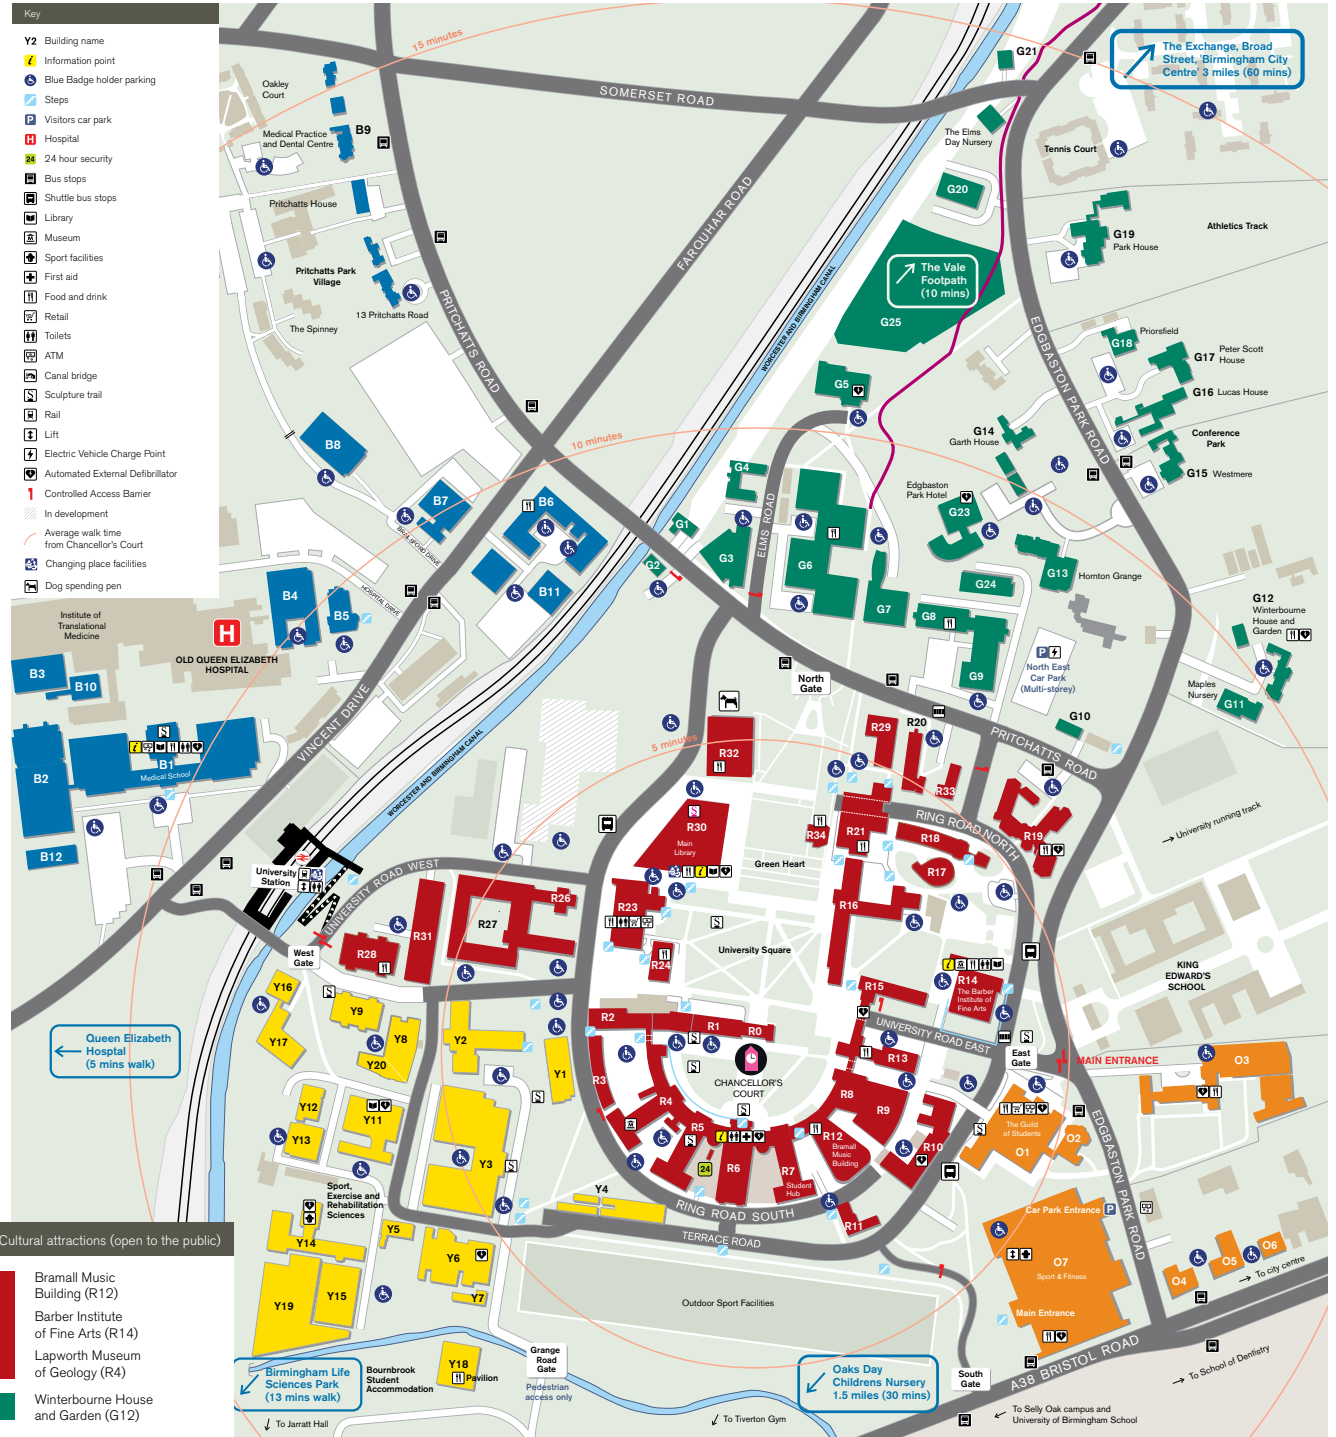 Key
Y2 Building name
i Information point
Blue Badge holder parking
Steps
P Visitors car park
H Hospital
24 24 hour security
Bus stops
Shuttle bus stops
Library
Museum
Sport facilities
First aid
Food and drink
Retail
Toilets
ATM
Canal bridge
S Sculpture trail
Rail
Lift
Electric Vehicle Charge Point
Automated External Defibrillator
Controlled Access Barrier
In development
Average walk time
from Chancellor's Court
Changing place facilities
Dog spending pen
15 minutes
SOMERSET ROAD
G21
The Exchange, Broad
Street, 'Birmingham City
Centre' 3 miles (60 mins)
Oakley
Court
Medical Practice
and Dental Centre
B9
The Elms
Day Nursery
Tennis Court
Pritchatts House
G20
FARQUHAR ROAD
G19
Park House
Athletics Track
Pritchatts Park
Village
13 Pritchatts Road
The Spinney
PRITCHATTS ROAD
WORCESTER AND BIRMINGHAM CANAL
The Vale
Footpath
(10 mins)
G25
EDGBASTON PARK ROAD
Priorsfield
G18
G17 Peter Scott
House
G16 Lucas House
Conference
Park
G15 Westmere
G5
G14
Garth House
10 minutes
B8
B7
B6
G4
ELMS ROAD
Edgbaston
Park Hotel
G23
G1
G3
G2
G6
G7
G24
G13
Hornton Grange
BRAILSFORD DRIVE
HOSPITAL DRIVE
B11
B4
B5
Institute of
Translational
Medicine
H
OLD QUEEN ELIZABETH
HOSPITAL
G8
G9
G12
Winterbourne
House and
Garden
P
North East
Car Park
(Multi-storey)
Maples
Nursery
G11
G10
North
Gate
B3
B10
VINCENT DRIVE
B1
Medical School
B2
B12
WORCESTER AND BIRMINGHAM CANAL
5 minutes
R32
R29
R20
R33
PRITCHATTS ROAD
RING ROAD NORTH
R19
University running track
R30
Main
Library
R34
R21
R18
R17
Green Heart
University
Station
UNIVERSITY ROAD WEST
R26
R27
R31
R28
R23
R24
R16
University Square
West
Gate
KING
EDWARD'S
SCHOOL
R14
The Barber
Institute of
Fine Arts
R15
UNIVERSITY ROAD EAST
Y16
Y9
Y17
Y8
Y20
Y2
Y1
R2
R1
R0
R3
R4
R5
R6
R7
Student
Hub
CHANCELLOR'S
COURT
R13
R8
R9
R10
R12
Bramall
Music
Building
R11
24
East
Gate
MAIN ENTRANCE
O3
The Guild
of Students
O1
O2
EDGBASTON PARK ROAD
Queen Elizabeth
Hosptal
(5 mins walk)
Y12
Y13
Y11
Y3
Sport,
Exercise and
Rehabilitation
Sciences
Y4
RING ROAD SOUTH
TERRACE ROAD
Y14
Y5
Y6
Y7
Y15
Y19
Car Park Entrance P
O7
Sport & Fitness
Main Entrance
O4
O5
O6
To city centre
Outdoor Sport Facilities
Cultural attractions (open to the public)
Bramall Music
Building (R12)
Barber Institute
of Fine Arts (R14)
Lapworth Museum
of Geology (R4)
Winterbourne House
and Garden (G12)
Birmingham Life
Sciences Park
(13 mins walk)
Bournbrook
Student
Accommodation
Y18
Pavilion
Grange
Road
Gate
Pedestrian
access only
Oaks Day
Childrens Nursery
1.5 miles (30 mins)
South
Gate
A38 BRISTOL ROAD
To School of Dentistry
To Jarratt Hall
To Tiverton Gym
To Selly Oak campus and
University of Birmingham School